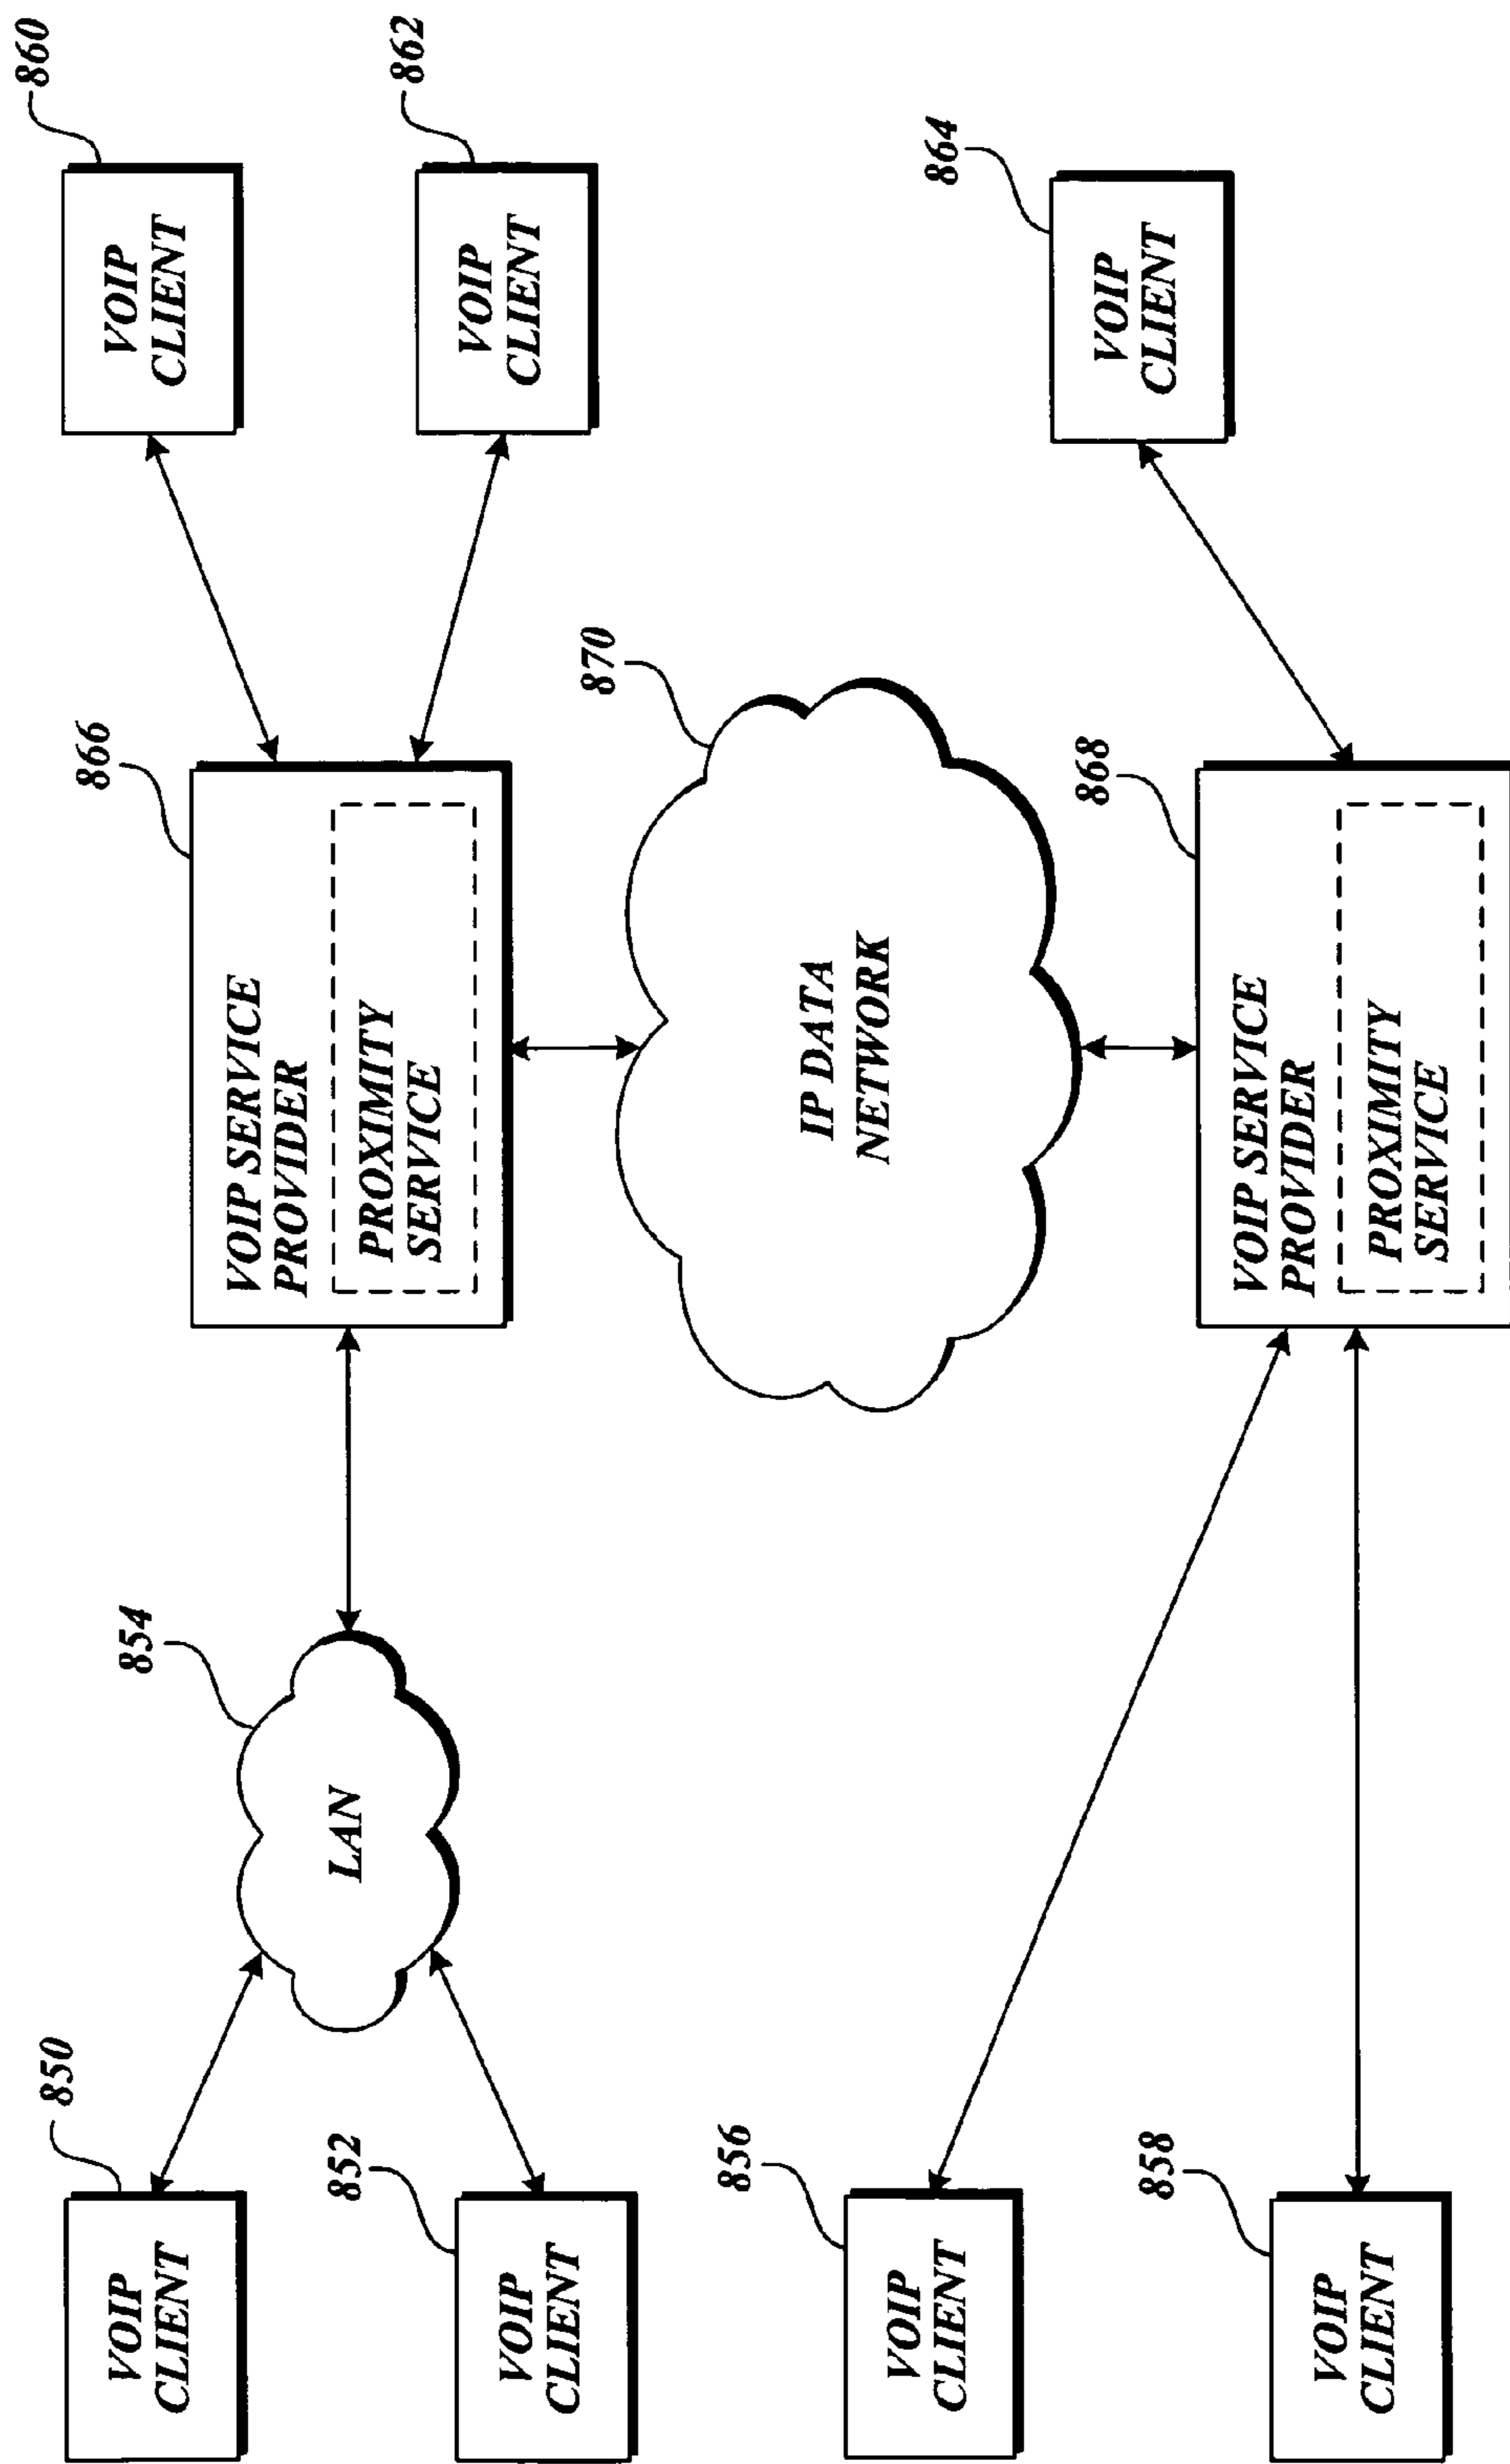 850
VOIP
CLIENT
852
VOIP
CLIENT
854
LAN
866
VOIP SERVICE
PROVIDER
PROXIMITY
SERVICE
860
VOIP
CLIENT
862
VOIP
CLIENT
870
IP DATA
NETWORK
856
VOIP
CLIENT
858
VOIP
CLIENT
868
VOIP SERVICE
PROVIDER
PROXIMITY
SERVICE
864
VOIP
CLIENT